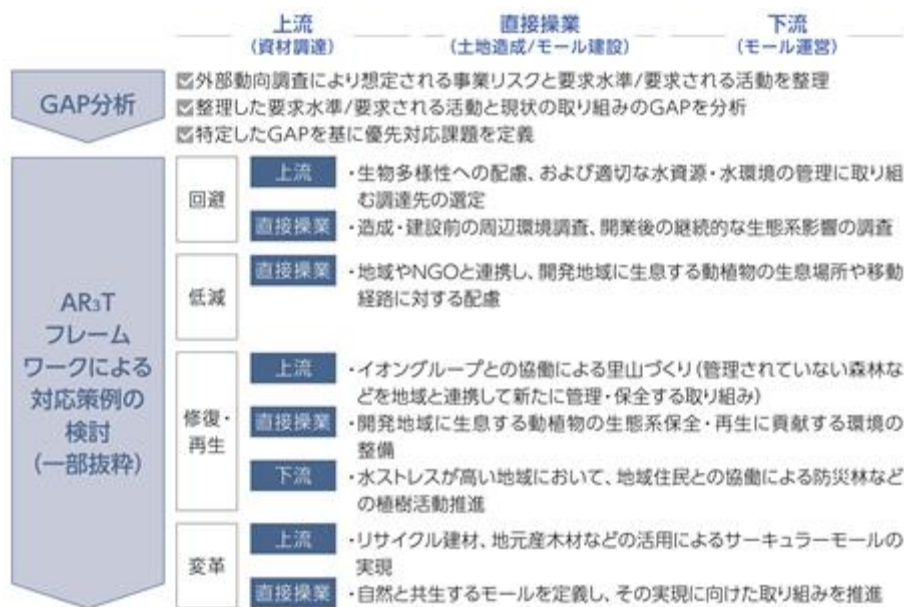 上流
(資材調達)
直接操業
(土地造成/モール建設)
下流
(モール運営)
GAP分析
☑外部動向調査により想定される事業リスクと要求水準/要求される活動を整理
☑整理した要求水準/要求される活動と現状の取り組みのGAPを分析
☑特定したGAPを基に優先対応課題を定義
AR₃T
フレーム
ワークによる
対応策例の
検討
(一部抜粋)
回避
上流
・生物多様性への配慮、および適切な水資源・水環境の管理に取り組
む調達先の選定
直接操業
・造成・建設前の周辺環境調査、開業後の継続的な生態系影響の調査
低減
直接操業
・地域やNGOと連携し、開発地域に生息する動植物の生息場所や移動
経路に対する配慮
修復・
再生
上流
・イオングループとの協働による里山づくり(管理されていない森林な
どを地域と連携して新たに管理・保全する取り組み)
直接操業
・開発地域に生息する動植物の生態系保全・再生に貢献する環境の
整備
下流
・水ストレスが高い地域において、地域住民との協働による防災林など
の植樹活動推進
変革
上流
・リサイクル建材、地元産木材などの活用によるサーキュラーモールの
実現
直接操業
・自然と共生するモールを定義し、その実現に向けた取り組みを推進